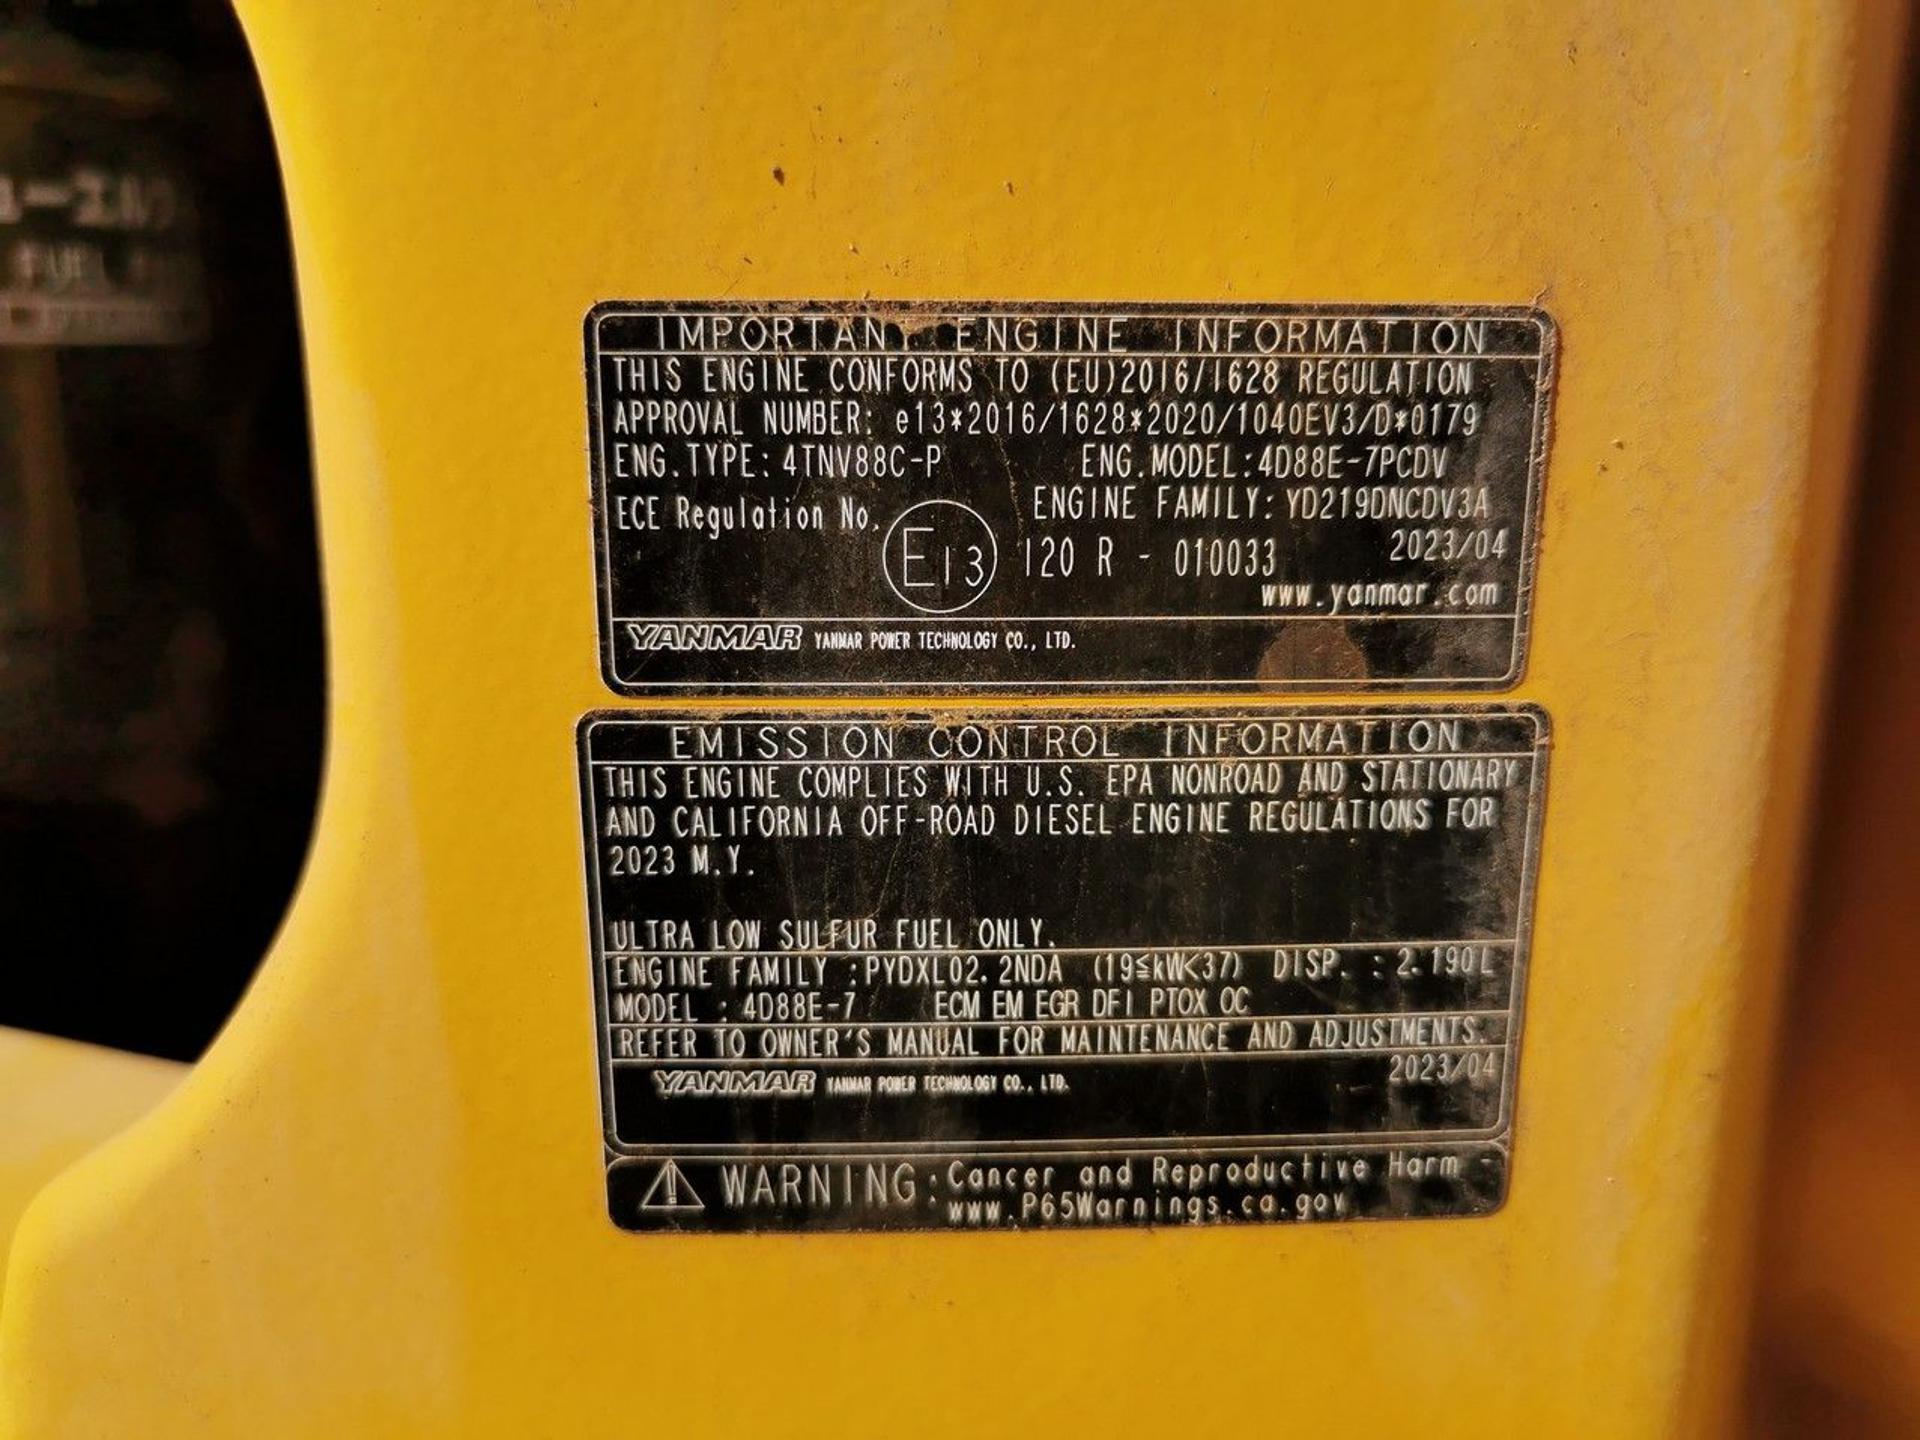 FUEL
IMPORTANT ENGINE INFORMATION
THIS ENGINE CONFORMS TO (EU)2016/1628 REGULATION
APPROVAL NUMBER: e13*2016/1628*2020/1040EV3/D*0179
ENG.TYPE: 4TNV88C-P ENG.MODEL:4D88E-7PCDV
ECE Regulation No. ENGINE FAMILY: YD219DNCDV3A
E13 120 R - 010033 2023/04
www.yanmar.com
YANMAR YANMAR POWER TECHNOLOGY CO., LTD.
EMISSION CONTROL INFORMATION
THIS ENGINE COMPLIES WITH U.S. EPA NONROAD AND STATIONARY
AND CALIFORNIA OFF-ROAD DIESEL ENGINE REGULATIONS FOR
2023 M.Y.
ULTRA LOW SULFUR FUEL ONLY.
ENGINE FAMILY :PYDXL02.2NDA (19≦kW<37) DISP. : 2.190L
MODEL : 4D88E-7 ECM EM EGR DFI PTOX OC
REFER TO OWNER'S MANUAL FOR MAINTENANCE AND ADJUSTMENTS.
2023/04
YANMAR YANMAR POWER TECHNOLOGY CO., LTD.
WARNING: Cancer and Reproductive Harm -
www.P65Warnings.ca.gov